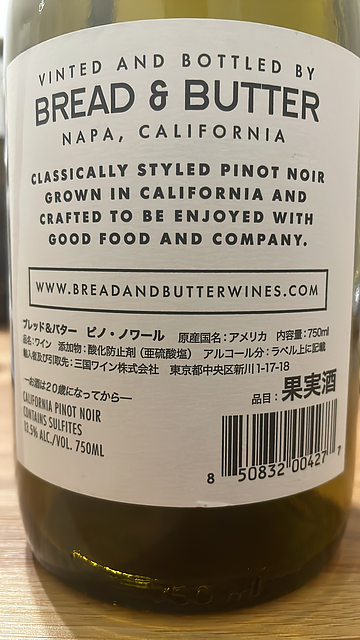 VINTED AND BOTTLED BY
BREAD & BUTTER
NAPA, CALIFORNIA
CLASSICALLY STYLED PINOT NOIR
GROWN IN CALIFORNIA AND
CRAFTED TO BE ENJOYED WITH
GOOD FOOD AND COMPANY.
WWW.BREADANDBUTTERWINES.COM
ブレッド&バター ピノ・ノワール 原産国名：アメリカ 内容量：750ml
品名：ワイン 添加物：酸化防止剤（亜硫酸塩） アルコール分：ラベル上に記載
輸入者及び引取先：三国ワイン株式会社 東京都中央区新川1-17-18
―お酒は20歳になってから―
品目：果実酒
CALIFORNIA PINOT NOIR
CONTAINS SULFITES
13.5% ALC./VOL. 750ML
8 50832 00427 7